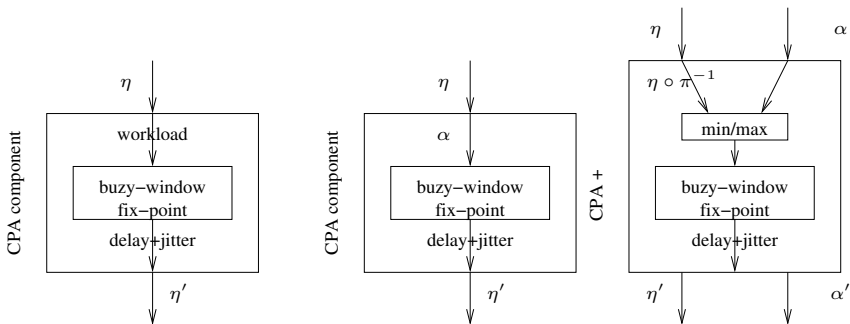 η
CPA component
workload
buzy−window
fix−point
delay+jitter
η′
η
CPA component
α
buzy−window
fix−point
delay+jitter
η′
η
α
CPA +
η ∘ π⁻¹
min/max
buzy−window
fix−point
delay+jitter
η′
α′